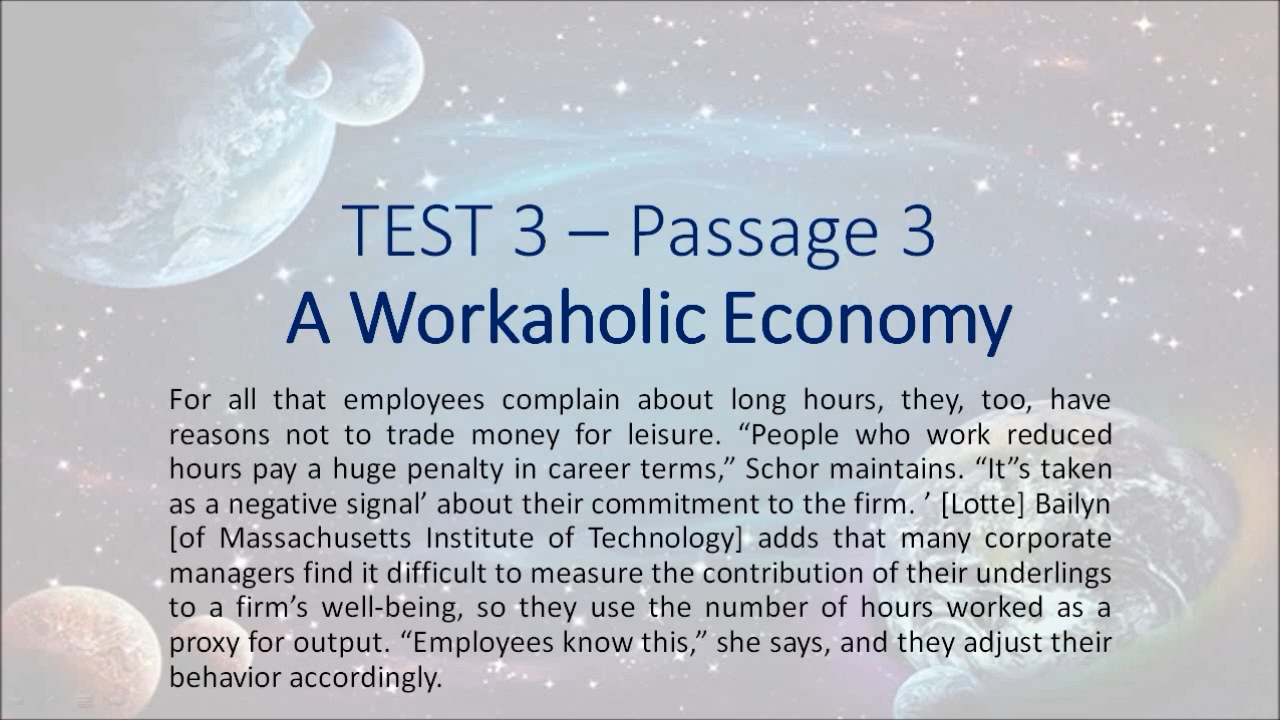 TEST 3 – Passage 3
A Workaholic Economy
For all that employees complain about long hours, they, too, have
reasons not to trade money for leisure. “People who work reduced
hours pay a huge penalty in career terms,” Schor maintains. “It”s taken
as a negative signal’ about their commitment to the firm. ’ [Lotte] Bailyn
[of Massachusetts Institute of Technology] adds that many corporate
managers find it difficult to measure the contribution of their underlings
to a firm’s well-being, so they use the number of hours worked as a
proxy for output. “Employees know this,” she says, and they adjust their
behavior accordingly.